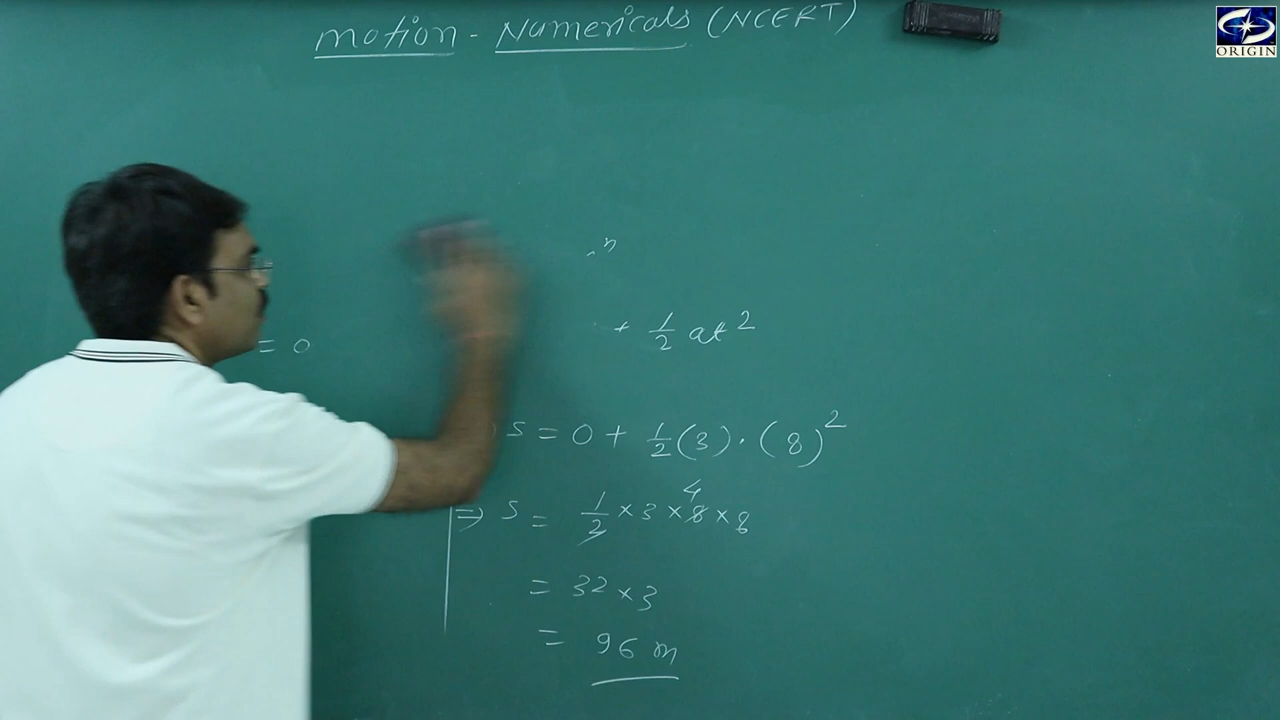 motion - Numericals (NCERT)
ORIGIN
n
+ 1/2 at²
= 0
s = 0 + 1/2 (3) . (8)²
⇒ s = 1/2 × 3 × 8 × 8
4
= 32 × 3
= 96 m